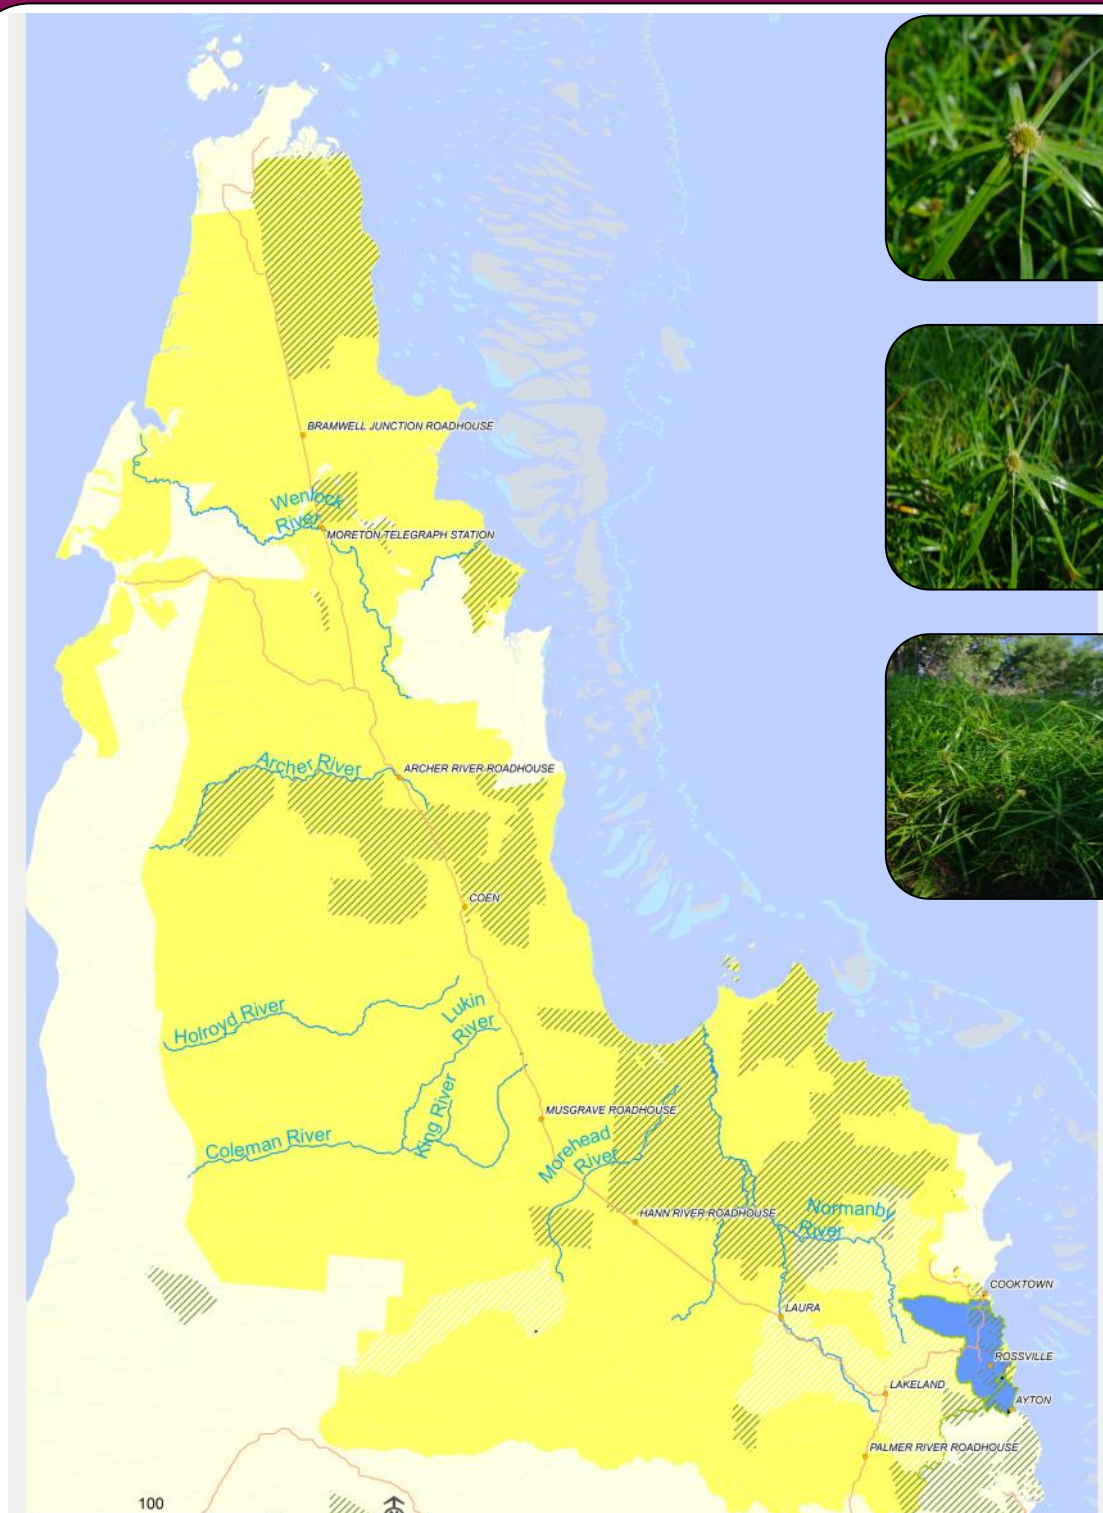 BRAMWELL JUNCTION ROADHOUSE
Wenlock
River
MORETON TELEGRAPH STATION
Archer River
ARCHER RIVER ROADHOUSE
COEN
Holroyd River
Lukin
River
King River
MUSGRAVE ROADHOUSE
Coleman River
Morehead
River
HANN RIVER ROADHOUSE
Normanby
River
COOKTOWN
LAURA
ROSSVILLE
LAKELAND
AYTON
PALMER RIVER ROADHOUSE
100